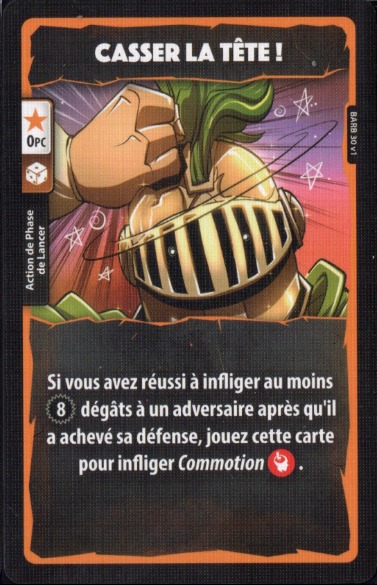 CASSER LA TÊTE !
0PC
BARB 30 v1
Action de Phase
de Lancer
Si vous avez réussi à infliger au moins
8 dégâts à un adversaire après qu'il
a achevé sa défense, jouez cette carte
pour infliger Commotion .